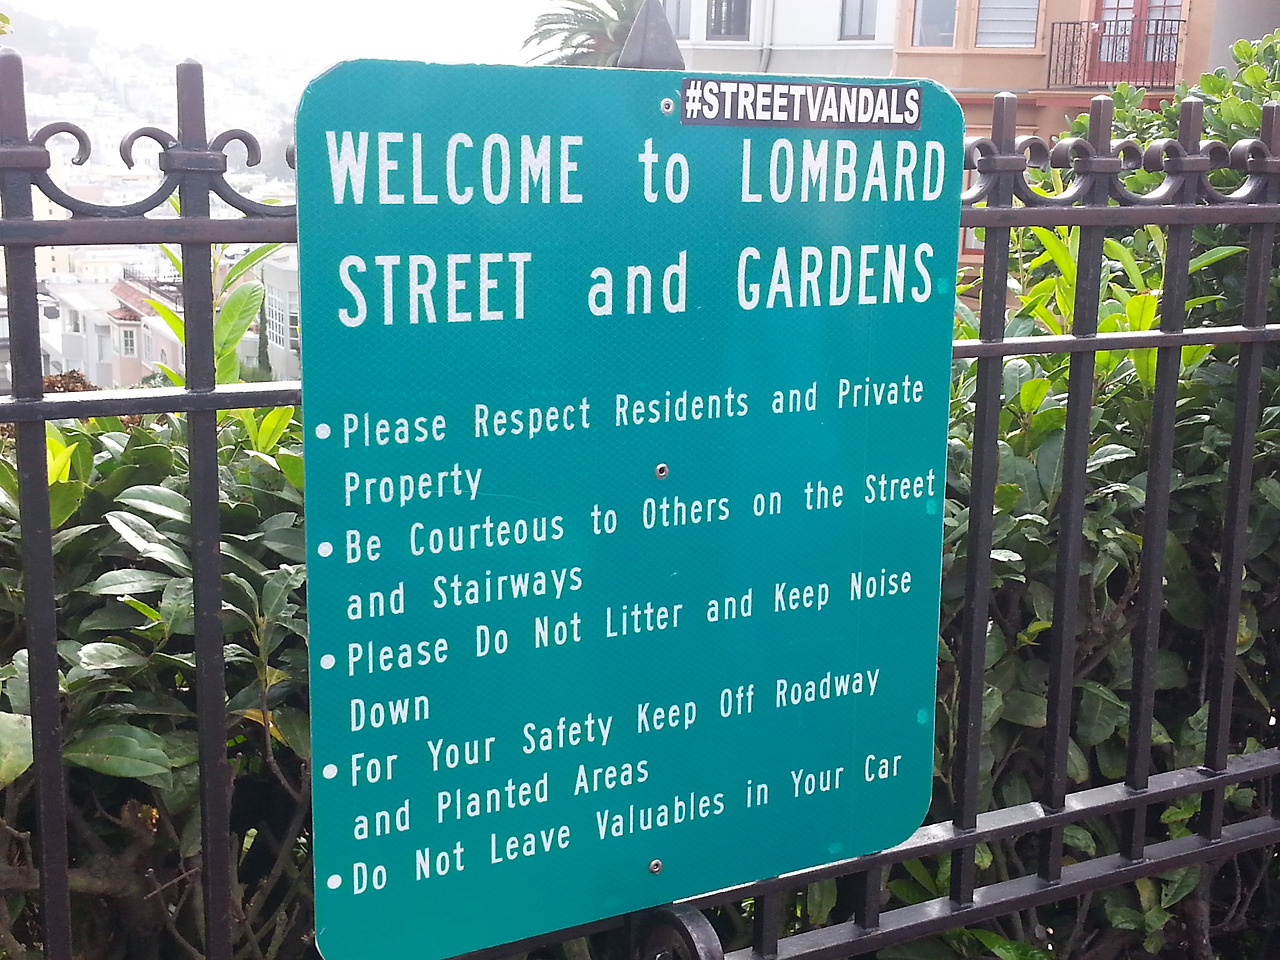 #STREETVANDALS
WELCOME to LOMBARD
STREET and GARDENS
• Please Respect Residents and Private
Property
• Be Courteous to Others on the Street
and Stairways
• Please Do Not Litter and Keep Noise
Down
• For Your Safety Keep Off Roadway
and Planted Areas
• Do Not Leave Valuables in Your Car